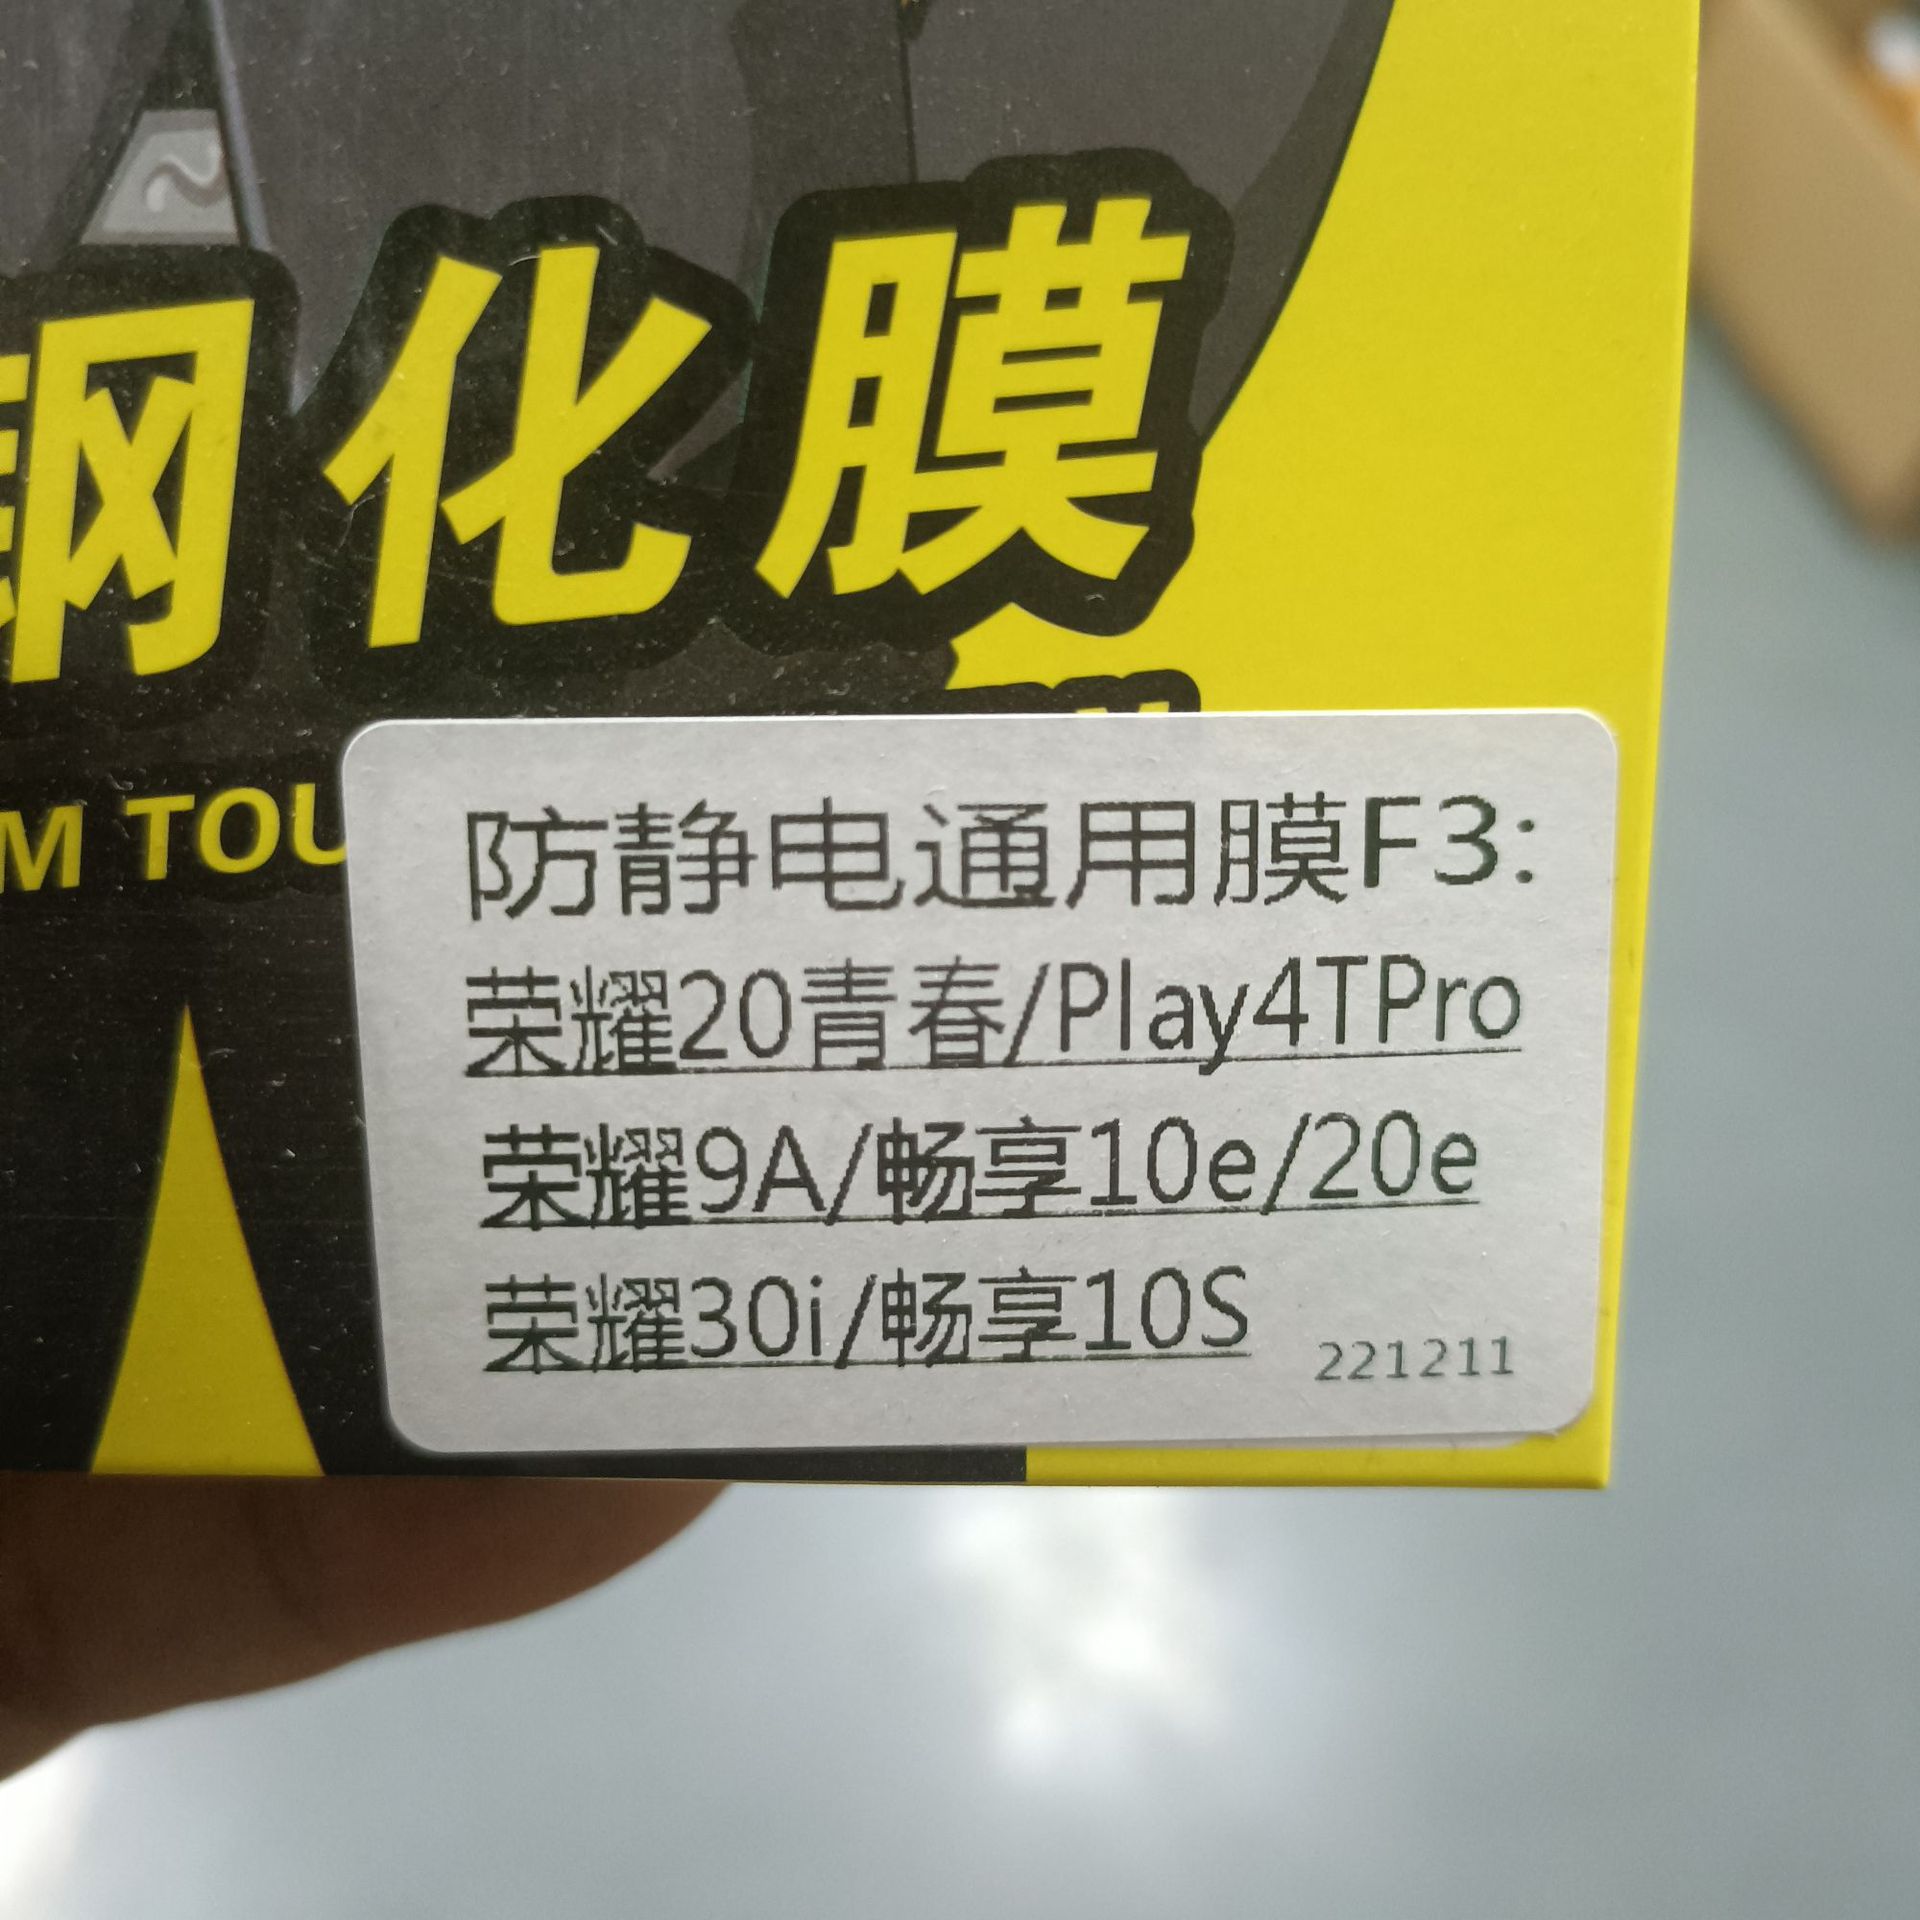 钢化膜
M TOU
防静电通用膜F3:
荣耀20青春/Play4TPro
荣耀9A/畅享10e/20e
荣耀30i/畅享10S
221211